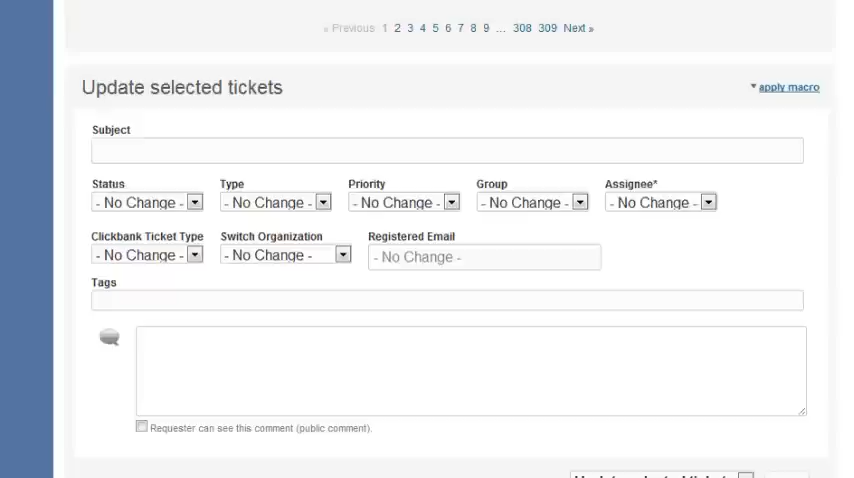 « Previous 1 2 3 4 5 6 7 8 9 ... 308 309 Next »
Update selected tickets
apply macro
Subject
Status Type Priority Group Assignee*
- No Change - - No Change - - No Change - - No Change - - No Change -
Clickbank Ticket Type Switch Organization Registered Email
- No Change - - No Change - - No Change -
Tags
Requester can see this comment (public comment).